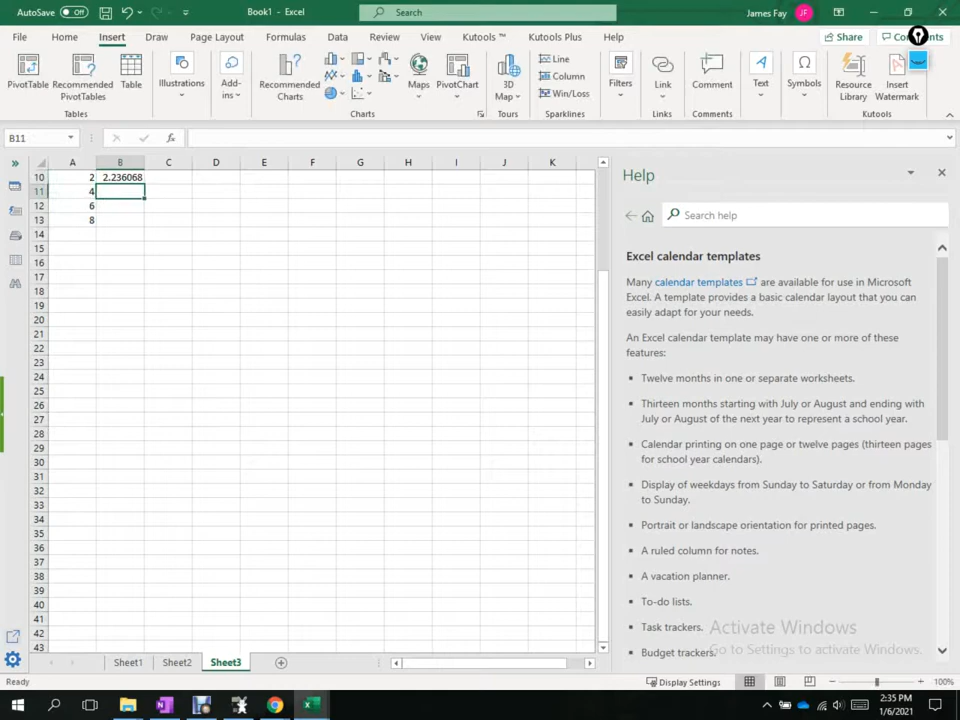 AutoSave Off Book1 - Excel Search James Fay JF
File Home Insert Draw Page Layout Formulas Data Review View Kutools ™ Kutools Plus Help Share Comments
PivotTable Recommended PivotTables Table Illustrations Add-ins Recommended Charts Maps PivotChart 3D Map Line Column Win/Loss Filters Link Comment Text Symbols Resource Library Insert Watermark
Tables Charts Tours Sparklines Links Comments Kutools
B11 fx
A B C D E F G H I J K
10 2 2.236068
11 4
12 6
13 8
14
15
16
17
18
19
20
21
22
23
24
25
26
27
28
29
30
31
32
33
34
35
36
37
38
39
40
41
42
43
Help
Search help
Excel calendar templates
Many calendar templates are available for use in Microsoft
Excel. A template provides a basic calendar layout that you can
easily adapt for your needs.
An Excel calendar template may have one or more of these
features:
Twelve months in one or separate worksheets.
Thirteen months starting with July or August and ending with
July or August of the next year to represent a school year.
Calendar printing on one page or twelve pages (thirteen pages
for school year calendars).
Display of weekdays from Sunday to Saturday or from Monday
to Sunday.
Portrait or landscape orientation for printed pages.
A ruled column for notes.
A vacation planner.
To-do lists.
Task trackers.
Budget trackers.
Activate Windows
Go to Settings to activate Windows.
Sheet1 Sheet2 Sheet3
Ready Display Settings 100%
2:35 PM
1/6/2021